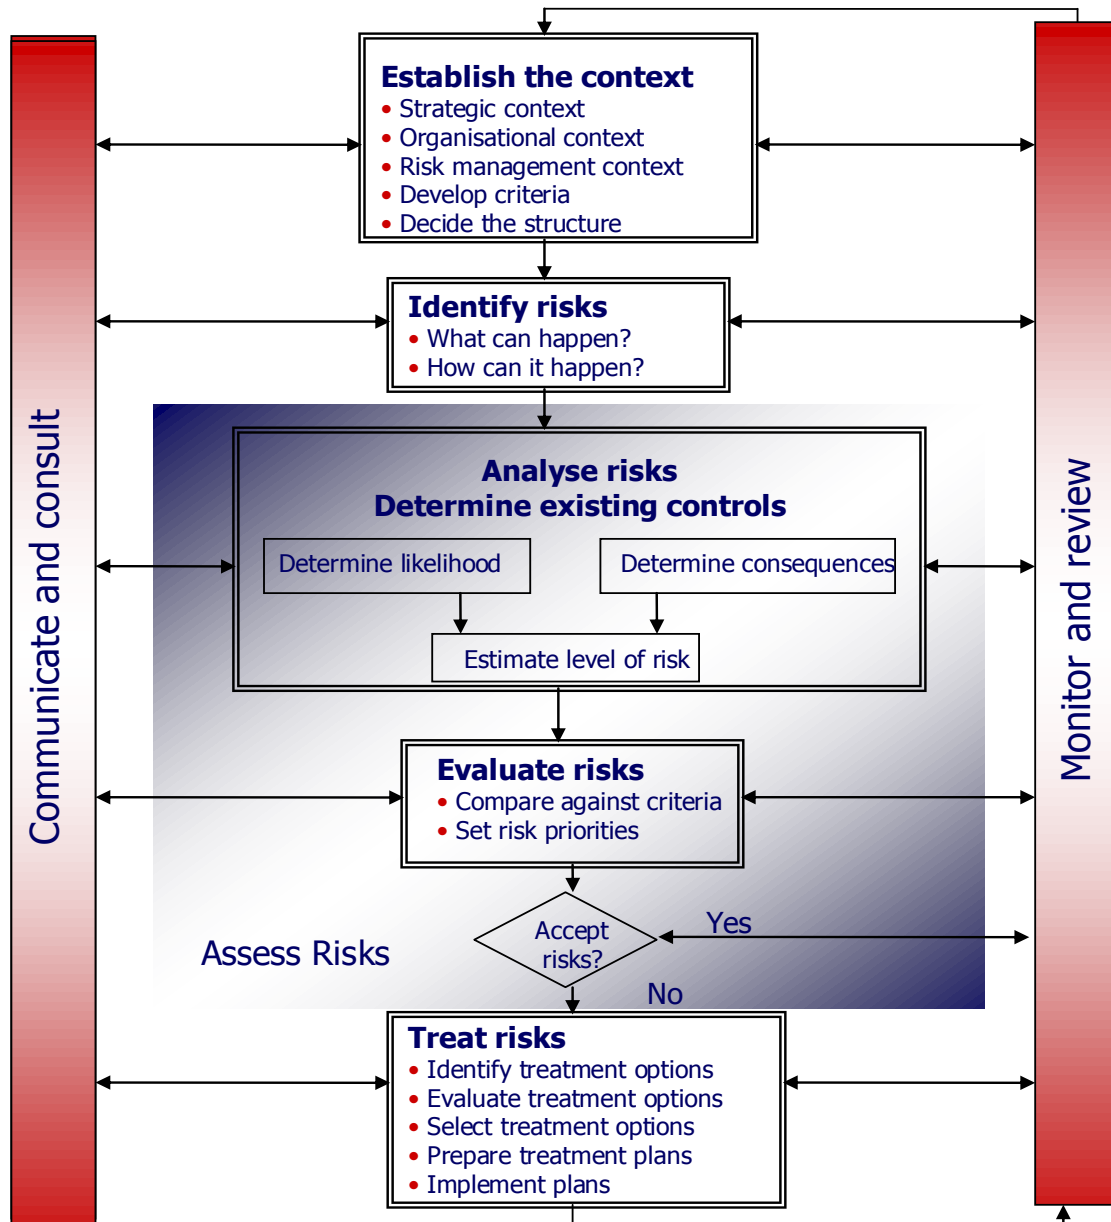 Establish the context
• Strategic context
• Organisational context
• Risk management context
• Develop criteria
• Decide the structure
Identify risks
• What can happen?
• How can it happen?
Communicate and consult
Monitor and review
Analyse risks
Determine existing controls
Determine likelihood
Determine consequences
Estimate level of risk
Evaluate risks
• Compare against criteria
• Set risk priorities
Accept
risks?
Yes
Assess Risks
No
Treat risks
• Identify treatment options
• Evaluate treatment options
• Select treatment options
• Prepare treatment plans
• Implement plans